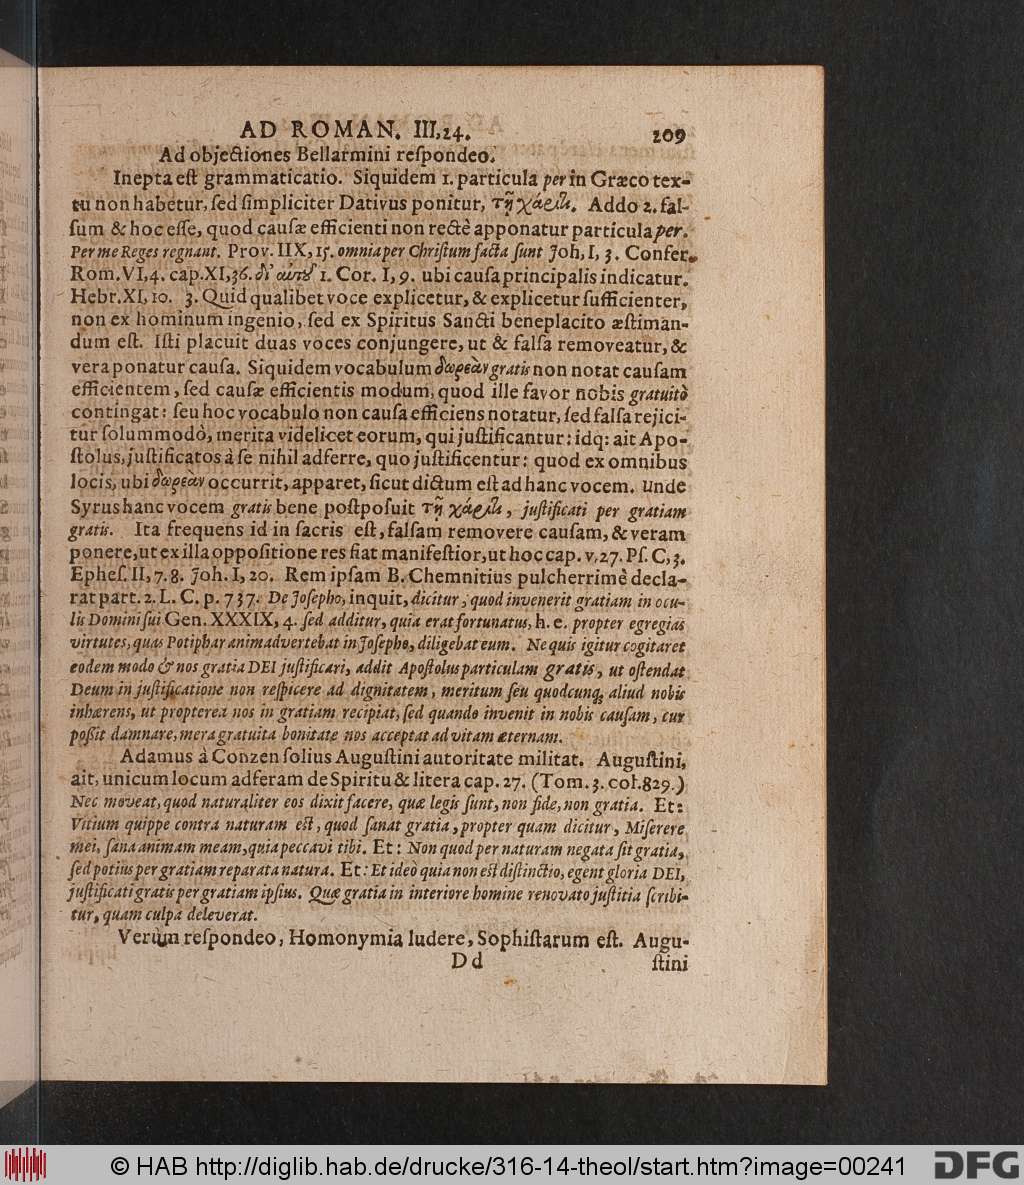 AD ROMAN. III,24. 209
Ad objectiones Bellarmini reſpondeo.
Inepta eſt grammaticatio. Siquidem 1. particula per in Græco tex-
tu non habetur, ſed ſimpliciter Dativus ponitur, τῇ χάριτι. Addo 2. fal-
ſum & hoc eſſe, quod cauſæ efficienti non rectè apponatur particula per.
Per me Reges regnant. Prov. IIX, 15. omnia per Chriſtum facta ſunt Joh, I, 3. Confer.
Rom. VI, 4. cap. XI, 36. δι' αὐτοῦ 1. Cor. I, 9. ubi cauſa principalis indicatur.
Hebr. XI, 10. 3. Quid qualibet voce explicetur, & explicetur ſufficienter,
non ex hominum ingenio, ſed ex Spiritus Sancti beneplacito æſtiman-
dum eſt. Iſti placuit duas voces conjungere, ut & falſa removeatur, &
vera ponatur cauſa. Siquidem vocabulum δωρεὰν gratis non notat cauſam
efficientem, ſed cauſæ efficientis modum, quod ille favor nobis gratuitò
contingat: ſeu hoc vocabulo non cauſa efficiens notatur, ſed falſa rejici-
tur ſolummodò, merita videlicet eorum, qui juſtificantur: idq: ait Apo-
ſtolus, juſtificatos à ſe nihil adferre, quo juſtificentur: quod ex omnibus
locis, ubi δωρεὰν occurrit, apparet, ſicut dictum eſt ad hanc vocem. unde
Syrus hanc vocem gratis bene poſtpoſuit τῇ χάριτι, juſtificati per gratiam
gratis. Ita frequens id in ſacris eſt, falſam removere cauſam, & veram
ponere, ut ex illa oppoſitione res fiat manifeſtior, ut hoc cap. v, 27. Pſ. C, 3.
Epheſ. II, 7. 8. Joh. I, 20. Rem ipſam B. Chemnitius pulcherrimè decla-
rat part. 2. L. C. p. 737. De Joſepho, inquit, dicitur, quod invenerit gratiam in ocu-
lis Domini ſui Gen. XXXIX, 4. ſed additur, quia erat fortunatus, h. e. propter egregias
virtutes, quas Potiphar animadvertebat in Joſepho, diligebat eum. Ne quis igitur cogitaret
eodem modo & nos gratia DEI juſtificari, addit Apoſtolus particulam gratis, ut oſtendat
Deum in juſtificatione non reſpicere ad dignitatem, meritum ſeu quodcunq; aliud nobis
inhærens, ut propterea nos in gratiam recipiat, ſed quando invenit in nobis cauſam, cur
poſſit damnare, mera gratuita bonitate nos acceptat ad vitam æternam.
Adamus à Conzen ſolius Auguſtini autoritate militat. Auguſtini,
ait, unicum locum adferam de Spiritu & litera cap. 27. (Tom. 3. col. 829.)
Nec moveat, quod naturaliter eos dixit facere, quæ legis ſunt, non fide, non gratia. Et:
Vitium quippe contra naturam eſt, quod ſanat gratia, propter quam dicitur, Miſerere
mei, ſana animam meam, quia peccavi tibi. Et: Non quod per naturam negata ſit gratia,
ſed potius per gratiam reparata natura. Et: Et ideò quia non eſt diſtinctio, egent gloria DEI,
juſtificati gratis per gratiam ipſius. Quæ gratia in interiore homine renovato juſtitia ſcribi-
tur, quam culpa deleverat.
Verùm reſpondeo, Homonymia ludere, Sophiſtarum eſt. Augu-
D d ſtini
© HAB http://diglib.hab.de/drucke/316-14-theol/start.htm?image=00241 DFG